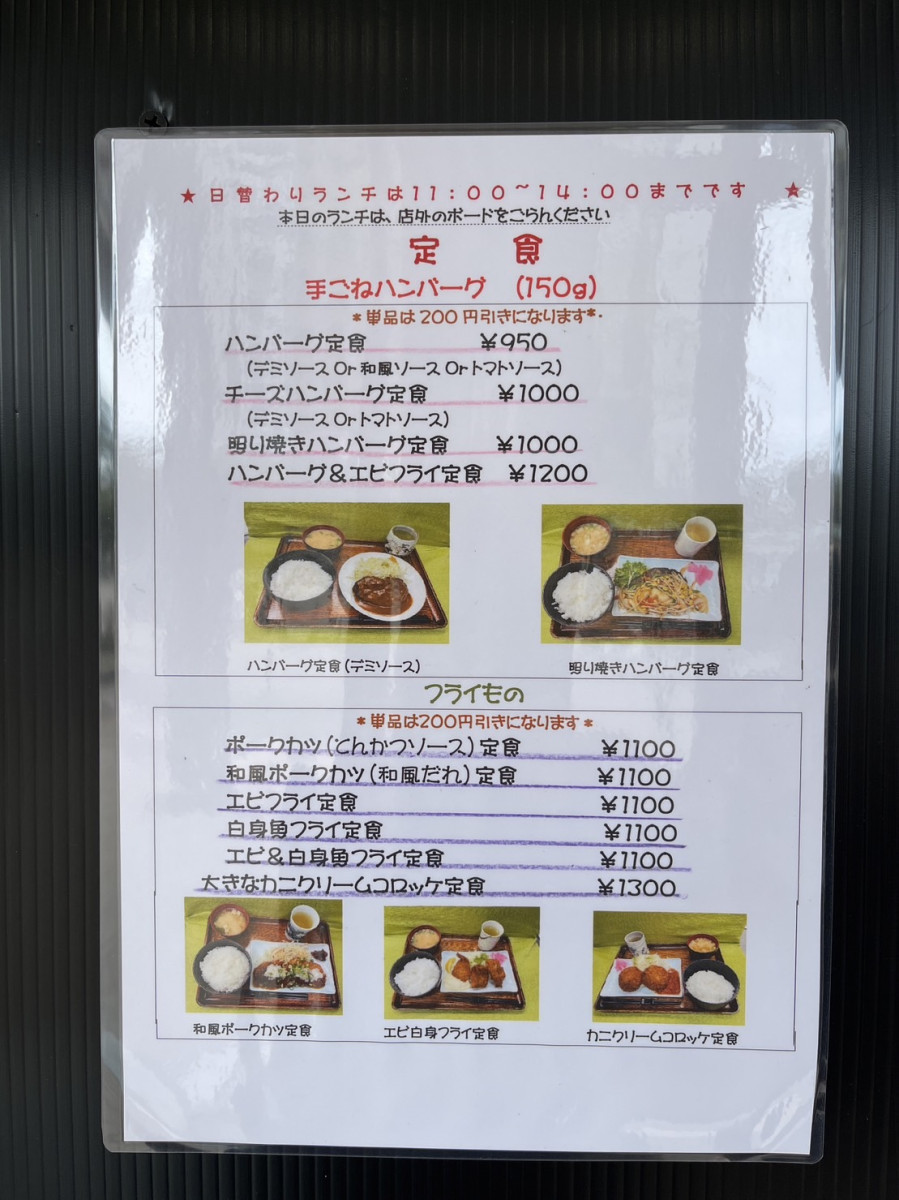 ★日替わりランチは11:00~14:00までです ★
本日のランチは、店外のボードをごらんください
定 食
手ごねハンバーグ (150g)
*単品は200円引きになります*・
ハンバーグ定食 ¥950
(デミソース Or 和風ソース Or トマトソース)
チーズハンバーグ定食 ¥1000
(デミソース Or トマトソース)
照り焼きハンバーグ定食 ¥1000
ハンバーグ&エビフライ定食 ¥1200
ハンバーグ定食(デミソース)
照り焼きハンバーグ定食
フライもの
*単品は200円引きになります*
ポークカツ(とんかつソース)定食 ¥1100
和風ポークカツ(和風だれ)定食 ¥1100
エビフライ定食 ¥1100
白身魚フライ定食 ¥1100
エビ&白身魚フライ定食 ¥1100
大きなカニクリームコロッケ定食 ¥1300
和風ポークカツ定食
エビ白身フライ定食
カニクリームコロッケ定食